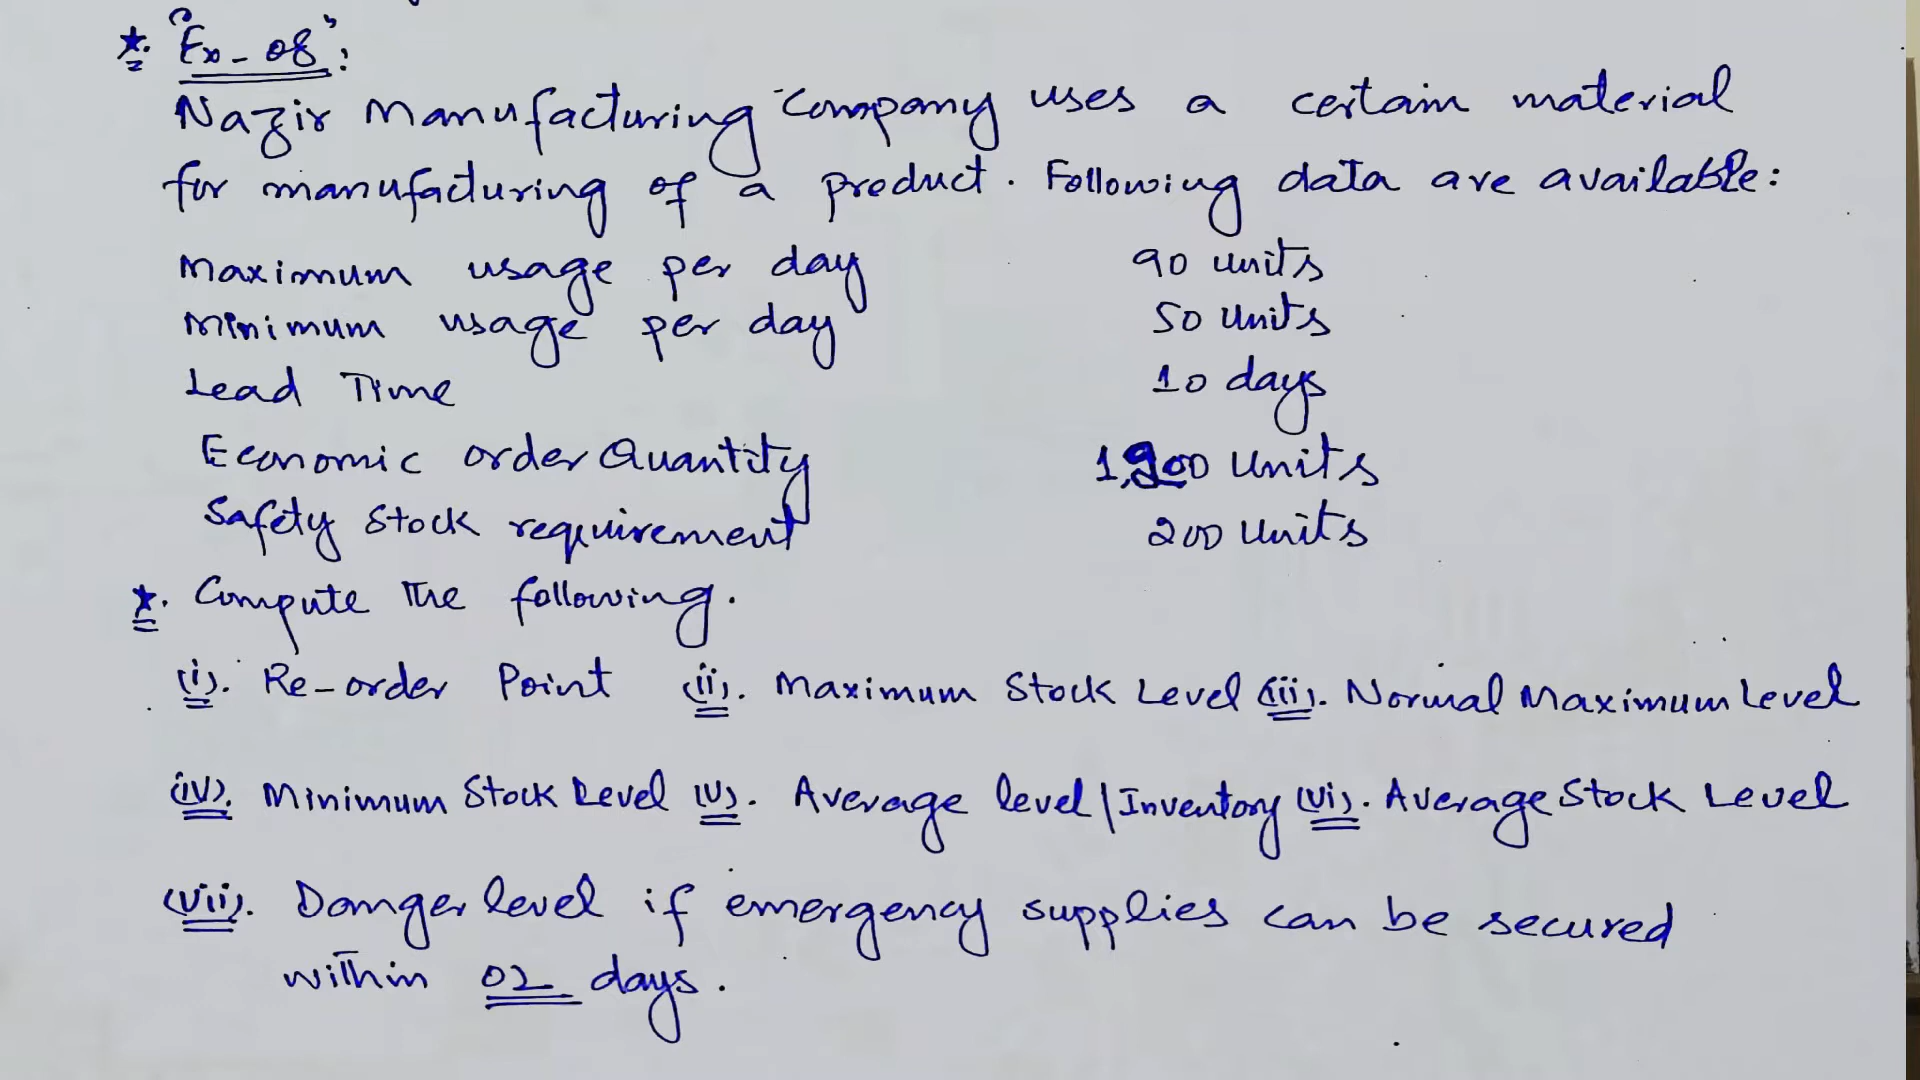 *. "Ex-08":
Nazir Manufacturing Company uses a certain material
for manufacturing of a product. Following data are available:
Maximum usage per day 90 units
Minimum usage per day 50 units
Lead Time 10 days
Economic order Quantity 1,900 units
Safety Stock requirement 200 units
*. Compute the following.
(i). Re-order Point (ii). Maximum Stock Level (iii). Normal Maximum Level
(iv). Minimum Stock Level (v). Average level/Inventory (vi). Average Stock Level
(vii). Danger level if emergency supplies can be secured
within 02 days.